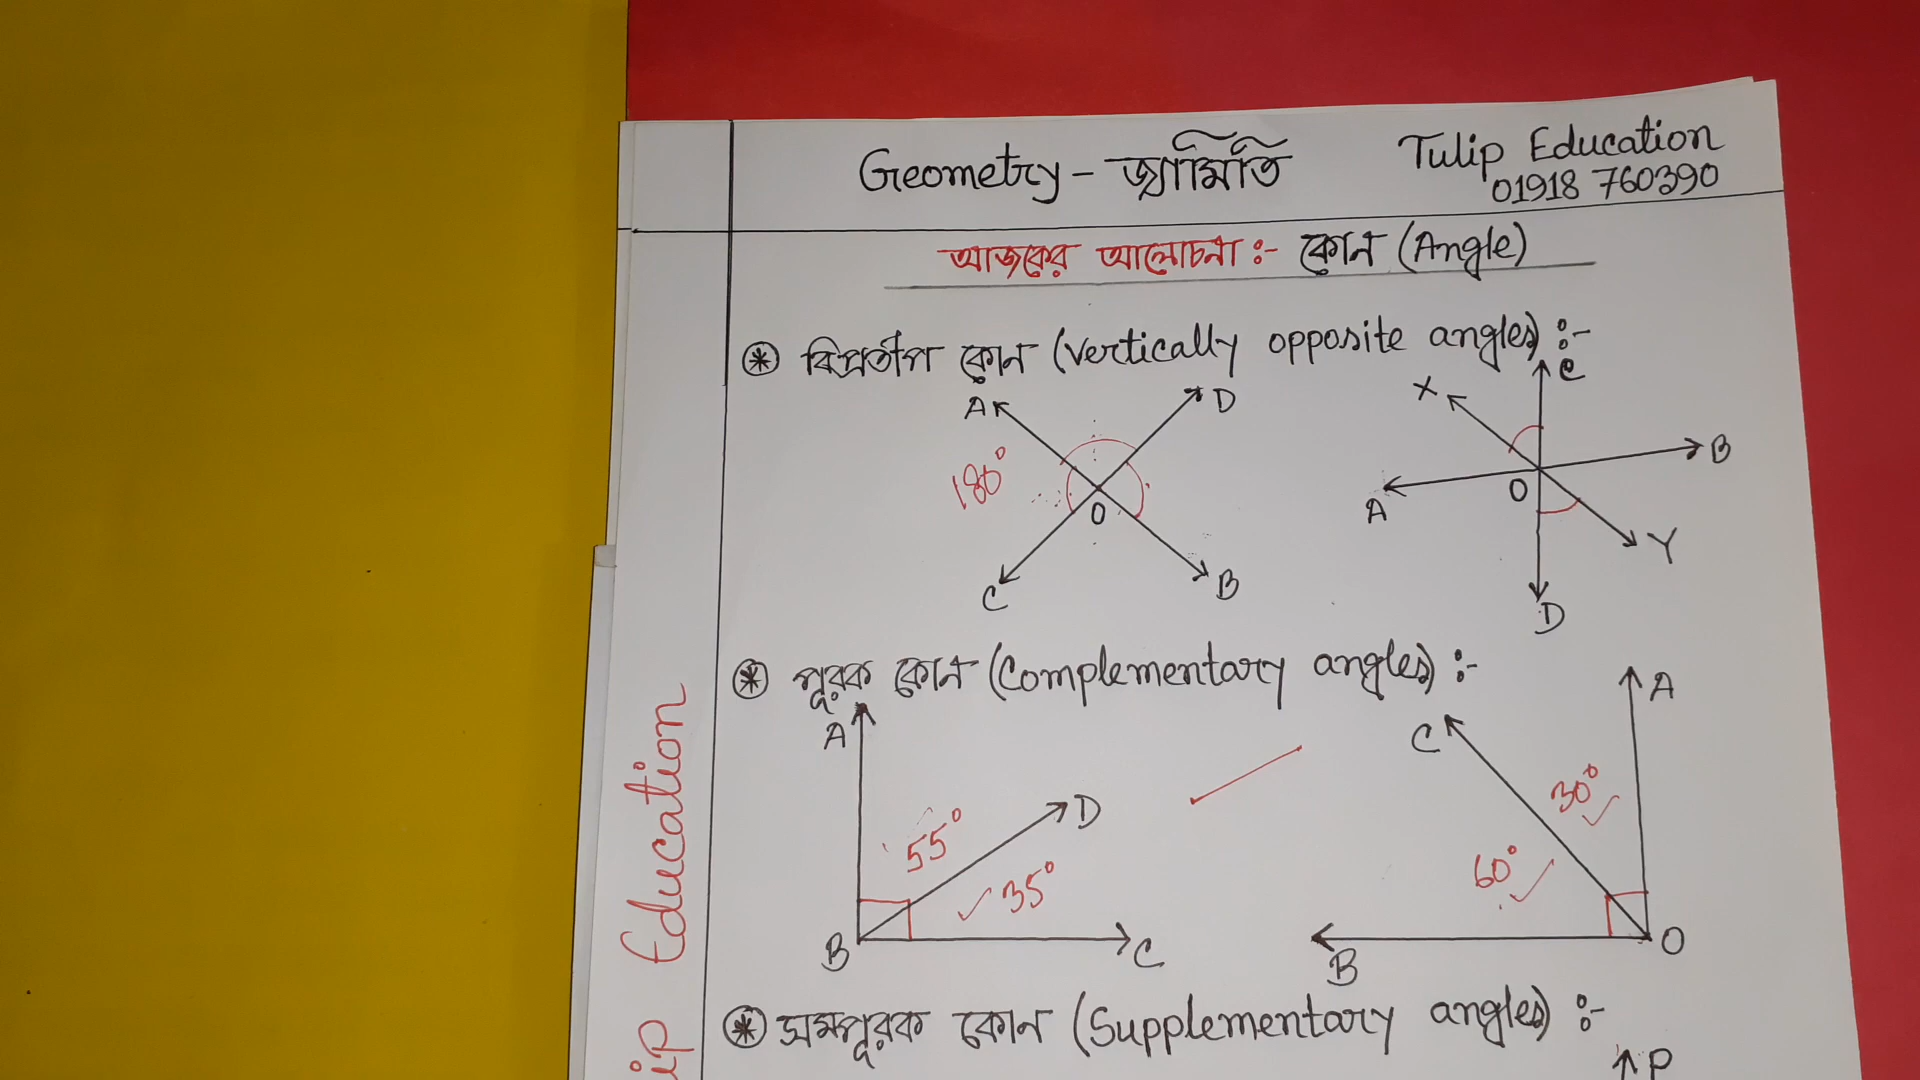 Geometry - জ্যামিতি
Tulip Education
01918 760390
আজকের আলোচনা :- কোন (Angle)
বিপ্রতীপ কোন (Vertically opposite angles) :-
A D
180°
O
C B
X C
B
A O
Y
D
পূরক কোন (Complementary angles) :-
A
D
55°
35°
B C
A
C
30°
60°
B O
সম্পূরক কোন (Supplementary angles) :-
P
ip Education